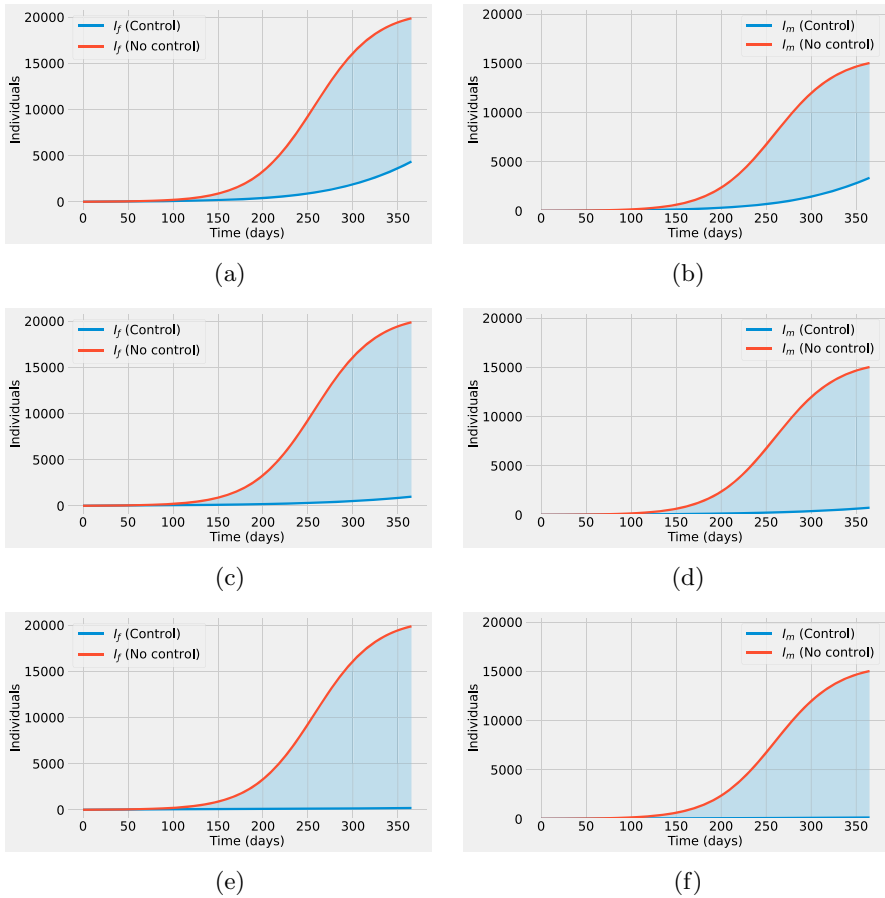 I_f (Control)
I_f (No control)
Individuals
20000
15000
10000
5000
0
0 50 100 150 200 250 300 350
Time (days)
(a)
I_m (Control)
I_m (No control)
Individuals
20000
15000
10000
5000
0
0 50 100 150 200 250 300 350
Time (days)
(b)
I_f (Control)
I_f (No control)
Individuals
20000
15000
10000
5000
0
0 50 100 150 200 250 300 350
Time (days)
(c)
I_m (Control)
I_m (No control)
Individuals
20000
15000
10000
5000
0
0 50 100 150 200 250 300 350
Time (days)
(d)
I_f (Control)
I_f (No control)
Individuals
20000
15000
10000
5000
0
0 50 100 150 200 250 300 350
Time (days)
(e)
I_m (Control)
I_m (No control)
Individuals
20000
15000
10000
5000
0
0 50 100 150 200 250 300 350
Time (days)
(f)